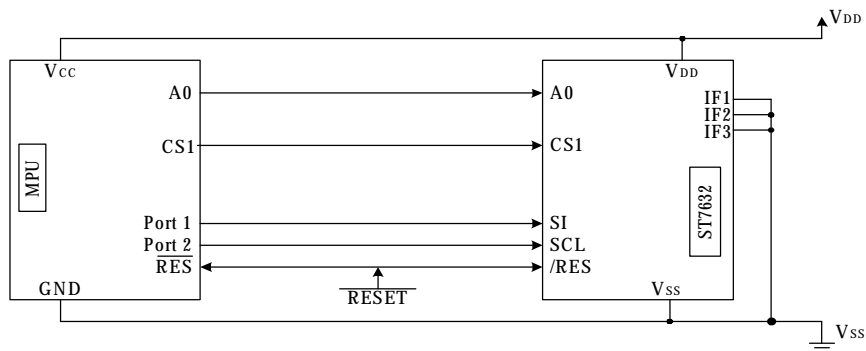 VDD
VCC
VDD
A0
A0
IF1
IF2
IF3
CS1
CS1
MPU
ST7632
Port 1
SI
Port 2
SCL
RES
/RES
GND
RESET
VSS
VSS